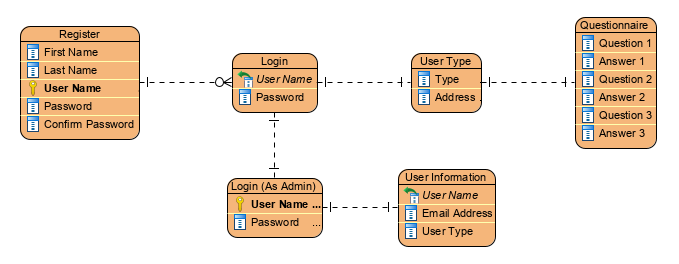 Register
First Name
Last Name
User Name
Password
Confirm Password
Login
User Name
Password
User Type
Type
Address ..
Questionnaire
Question 1
Answer 1
Question 2
Answer 2
Question 3
Answer 3
Login (As Admin)
User Name ...
Password ...
User Information
User Name
Email Address
User Type